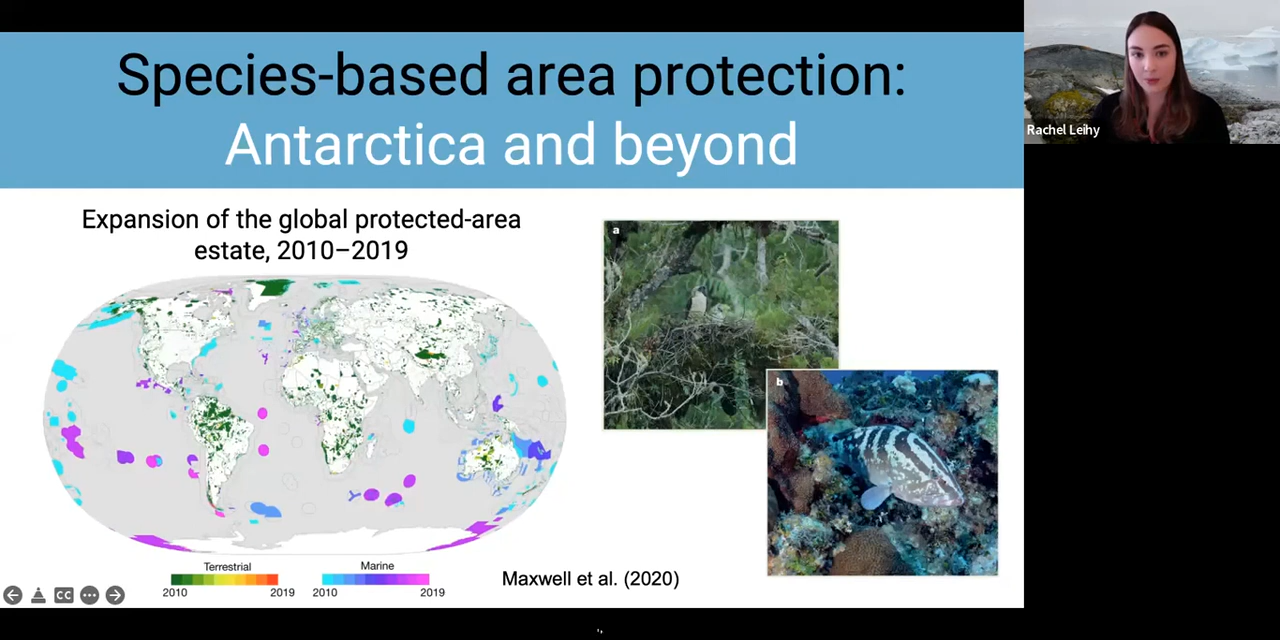 Species-based area protection:
Antarctica and beyond
Rachel Leihy
Expansion of the global protected-area
estate, 2010–2019
a
b
Terrestrial
Marine
2010
2019
2010
2019
Maxwell et al. (2020)
CC